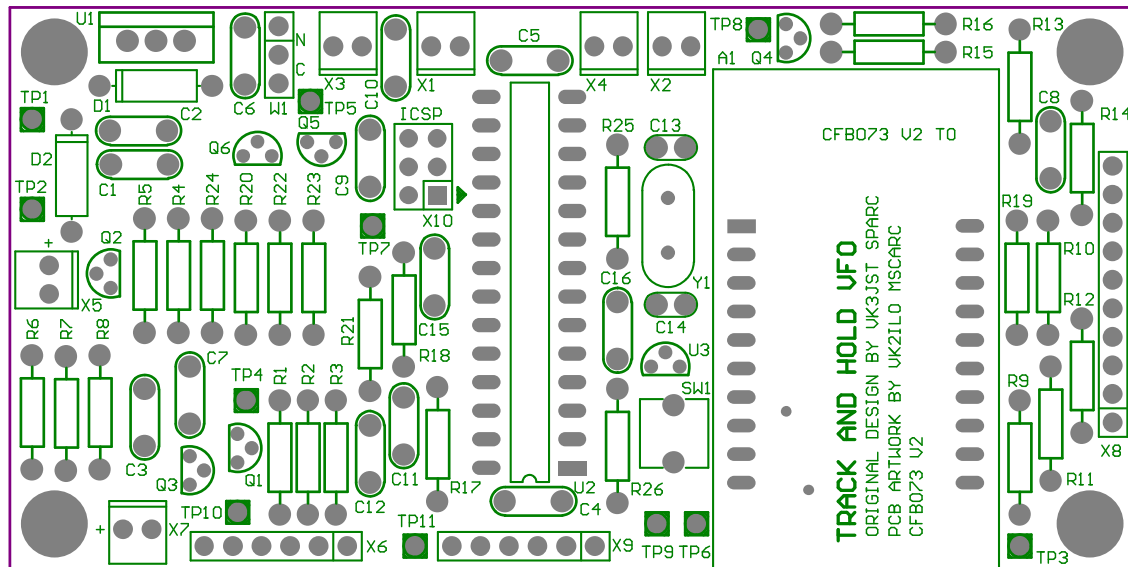 U1
N
C
TP8
A1
Q4
R16
R15
R13
C5
X3
X1
X4
X2
C10
TP1
D1
C2
C6
W1
TP5
ICSP
Q5
Q6
C8
R14
R25
C13
CFB073 V2 TO
D2
C1
TP2
R5
R4
R24
R20
R22
R23
C9
X10
TP7
R19
R10
Q2
+
X5
C16
Y1
C14
R6
R7
R8
C7
R21
C15
R18
U3
R12
TRACK AND HOLD VFO
ORIGINAL DESIGN BY VK3JST SPARC
PCB ARTWORK BY VK2ILO MSCARC
CFB073 V2
TP4
R1
R2
R3
SW1
R9
C3
Q3
Q1
C12
C11
R17
U2
C4
R26
R11
X8
TP10
+
X7
X6
TP11
X9
TP9
TP6
TP3